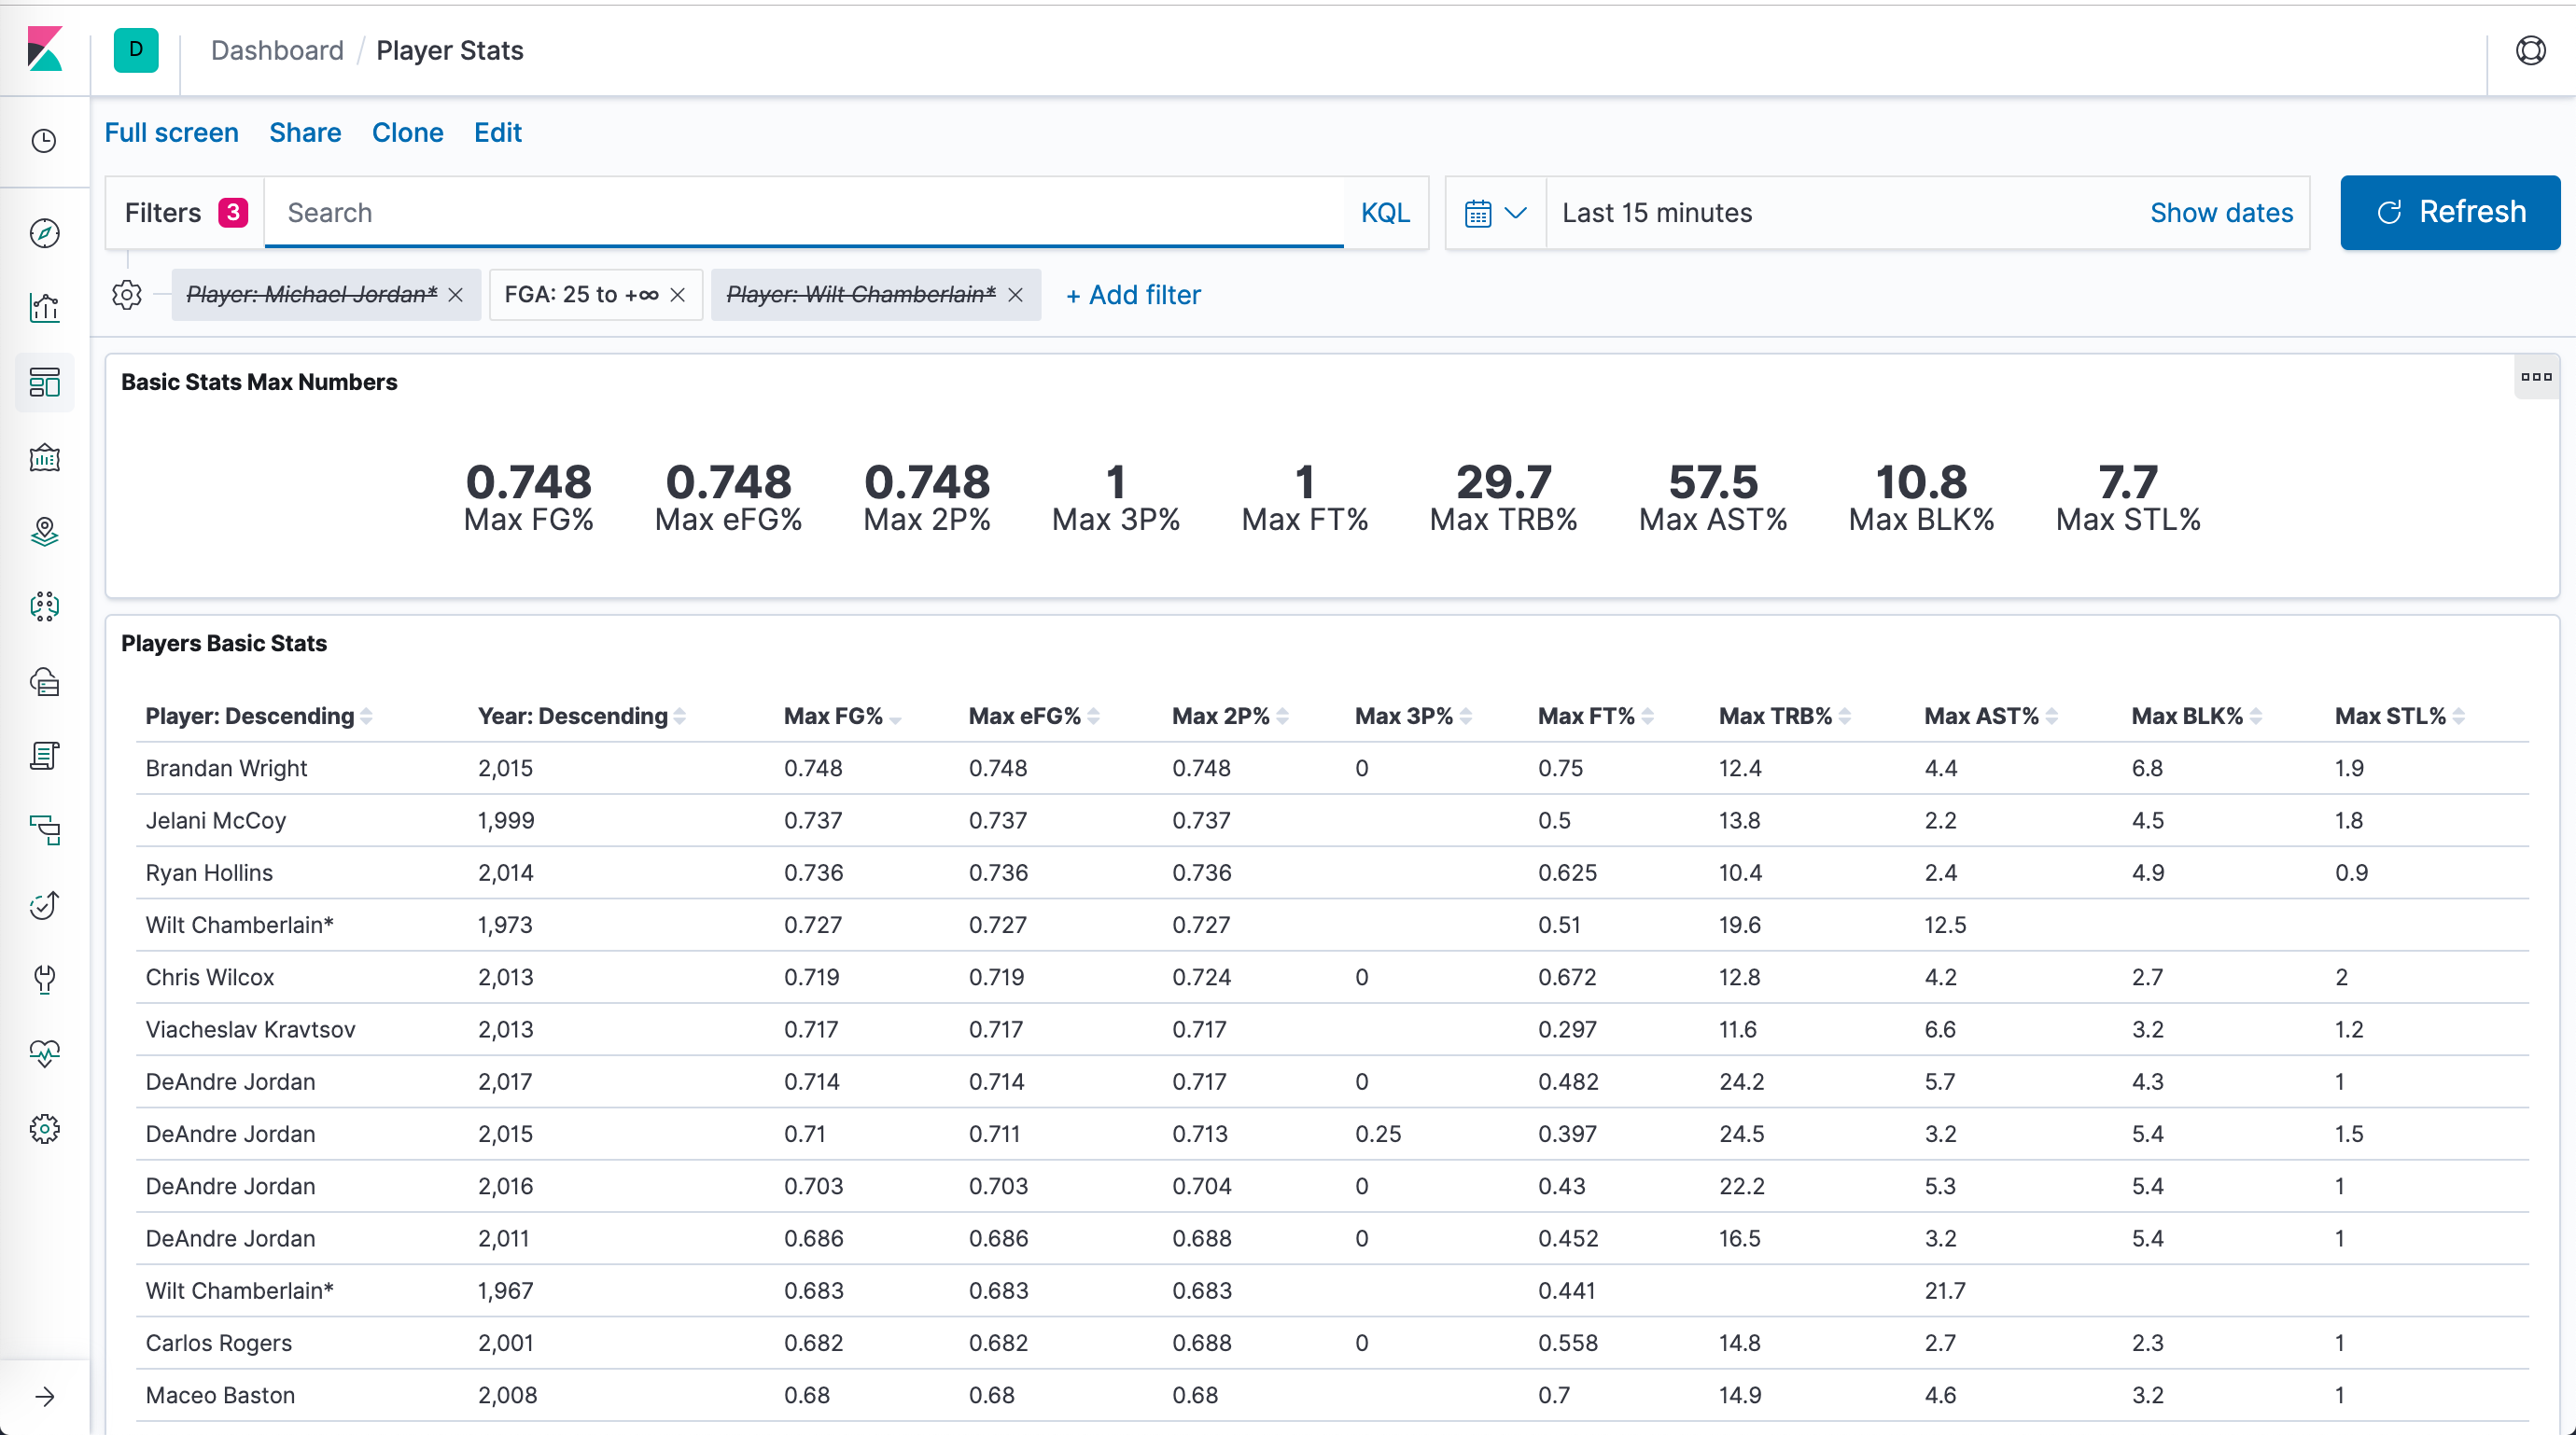 D Dashboard / Player Stats
Full screen Share Clone Edit
Filters 3 Search KQL Last 15 minutes Show dates Refresh
Player: Michael Jordan* FGA: 25 to +∞ Player: Wilt Chamberlain* + Add filter
Basic Stats Max Numbers
0.748 0.748 0.748 1 1 29.7 57.5 10.8 7.7
Max FG% Max eFG% Max 2P% Max 3P% Max FT% Max TRB% Max AST% Max BLK% Max STL%
Players Basic Stats
Player: Descending Year: Descending Max FG% Max eFG% Max 2P% Max 3P% Max FT% Max TRB% Max AST% Max BLK% Max STL%
Brandan Wright 2,015 0.748 0.748 0.748 0 0.75 12.4 4.4 6.8 1.9
Jelani McCoy 1,999 0.737 0.737 0.737 0.5 13.8 2.2 4.5 1.8
Ryan Hollins 2,014 0.736 0.736 0.736 0.625 10.4 2.4 4.9 0.9
Wilt Chamberlain* 1,973 0.727 0.727 0.727 0.51 19.6 12.5
Chris Wilcox 2,013 0.719 0.719 0.724 0 0.672 12.8 4.2 2.7 2
Viacheslav Kravtsov 2,013 0.717 0.717 0.717 0.297 11.6 6.6 3.2 1.2
DeAndre Jordan 2,017 0.714 0.714 0.717 0 0.482 24.2 5.7 4.3 1
DeAndre Jordan 2,015 0.71 0.711 0.713 0.25 0.397 24.5 3.2 5.4 1.5
DeAndre Jordan 2,016 0.703 0.703 0.704 0 0.43 22.2 5.3 5.4 1
DeAndre Jordan 2,011 0.686 0.686 0.688 0 0.452 16.5 3.2 5.4 1
Wilt Chamberlain* 1,967 0.683 0.683 0.683 0.441 21.7
Carlos Rogers 2,001 0.682 0.682 0.688 0 0.558 14.8 2.7 2.3 1
Maceo Baston 2,008 0.68 0.68 0.68 0.7 14.9 4.6 3.2 1